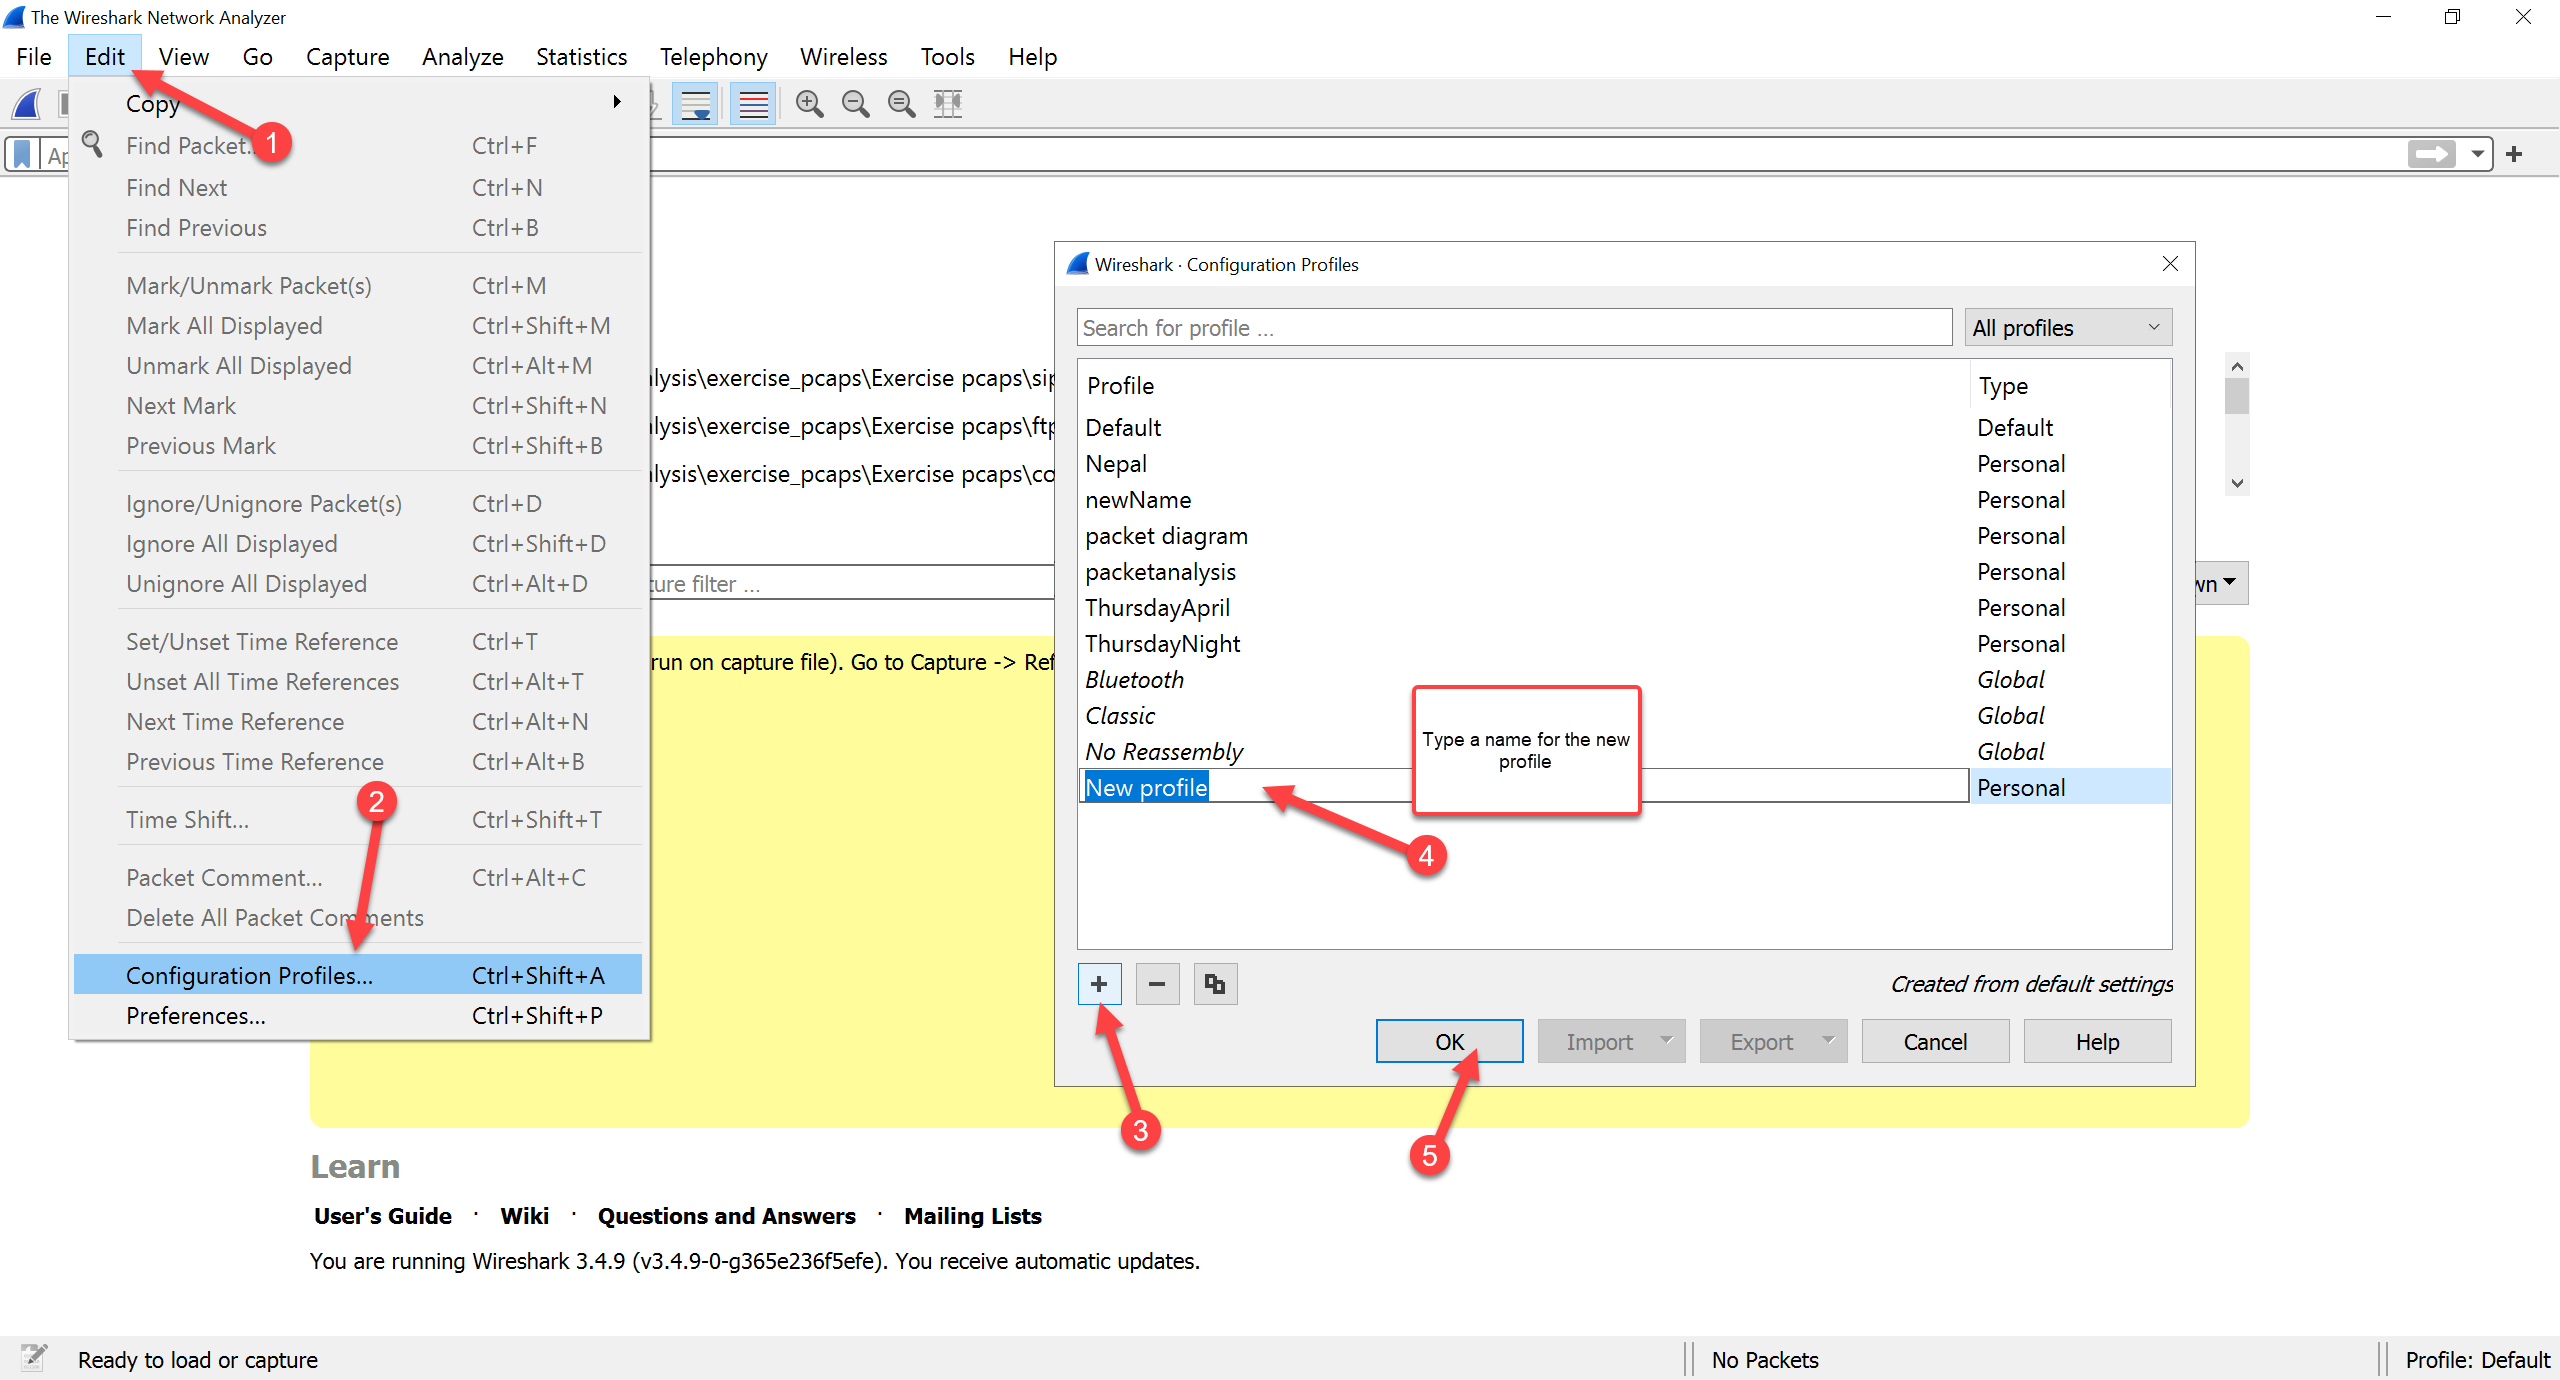 The Wireshark Network Analyzer
File Edit View Go Capture Analyze Statistics Telephony Wireless Tools Help
Copy
1
Find Packet... Ctrl+F
Find Next Ctrl+N
Find Previous Ctrl+B
Mark/Unmark Packet(s) Ctrl+M
Mark All Displayed Ctrl+Shift+M
Unmark All Displayed Ctrl+Alt+M
Next Mark Ctrl+Shift+N
Previous Mark Ctrl+Shift+B
Ignore/Unignore Packet(s) Ctrl+D
Ignore All Displayed Ctrl+Shift+D
Unignore All Displayed Ctrl+Alt+D
Set/Unset Time Reference Ctrl+T
Unset All Time References Ctrl+Alt+T
Next Time Reference Ctrl+Alt+N
Previous Time Reference Ctrl+Alt+B
2
Time Shift... Ctrl+Shift+T
Packet Comment... Ctrl+Alt+C
Delete All Packet Comments
Configuration Profiles... Ctrl+Shift+A
Preferences... Ctrl+Shift+P
lysis\exercise_pcaps\Exercise pcaps\sip
lysis\exercise_pcaps\Exercise pcaps\ftp
lysis\exercise_pcaps\Exercise pcaps\co
ture filter ...
wn
run on capture file). Go to Capture -> Ref
Wireshark · Configuration Profiles
Search for profile ... All profiles
Profile Type
Default Default
Nepal Personal
newName Personal
packet diagram Personal
packetanalysis Personal
ThursdayApril Personal
ThursdayNight Personal
Bluetooth Global
Classic Global
No Reassembly Global
New profile Personal
Type a name for the new
profile
4
+ − Created from default settings
OK Import Export Cancel Help
3
5
Learn
User's Guide · Wiki · Questions and Answers · Mailing Lists
You are running Wireshark 3.4.9 (v3.4.9-0-g365e236f5efe). You receive automatic updates.
Ready to load or capture No Packets Profile: Default